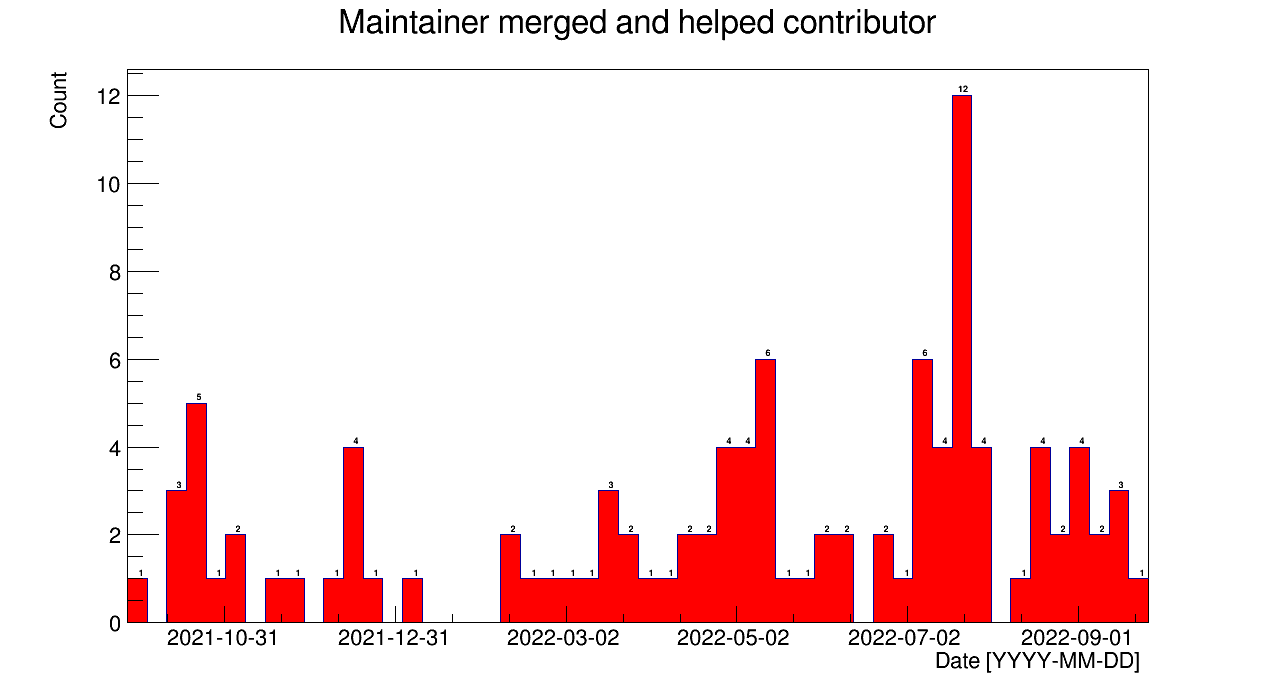 Maintainer merged and helped contributor
Count
12
10
8
6
4
2
0
1 3 5 1 2 1 1 1 4 1 1 2 1 1 1 1 3 2 1 1 2 2 4 4 6 1 1 2 2 2 1 6 4 12 4 1 4 2 4 2 3 1
2021-10-31 2021-12-31 2022-03-02 2022-05-02 2022-07-02 2022-09-01
Date [YYYY-MM-DD]